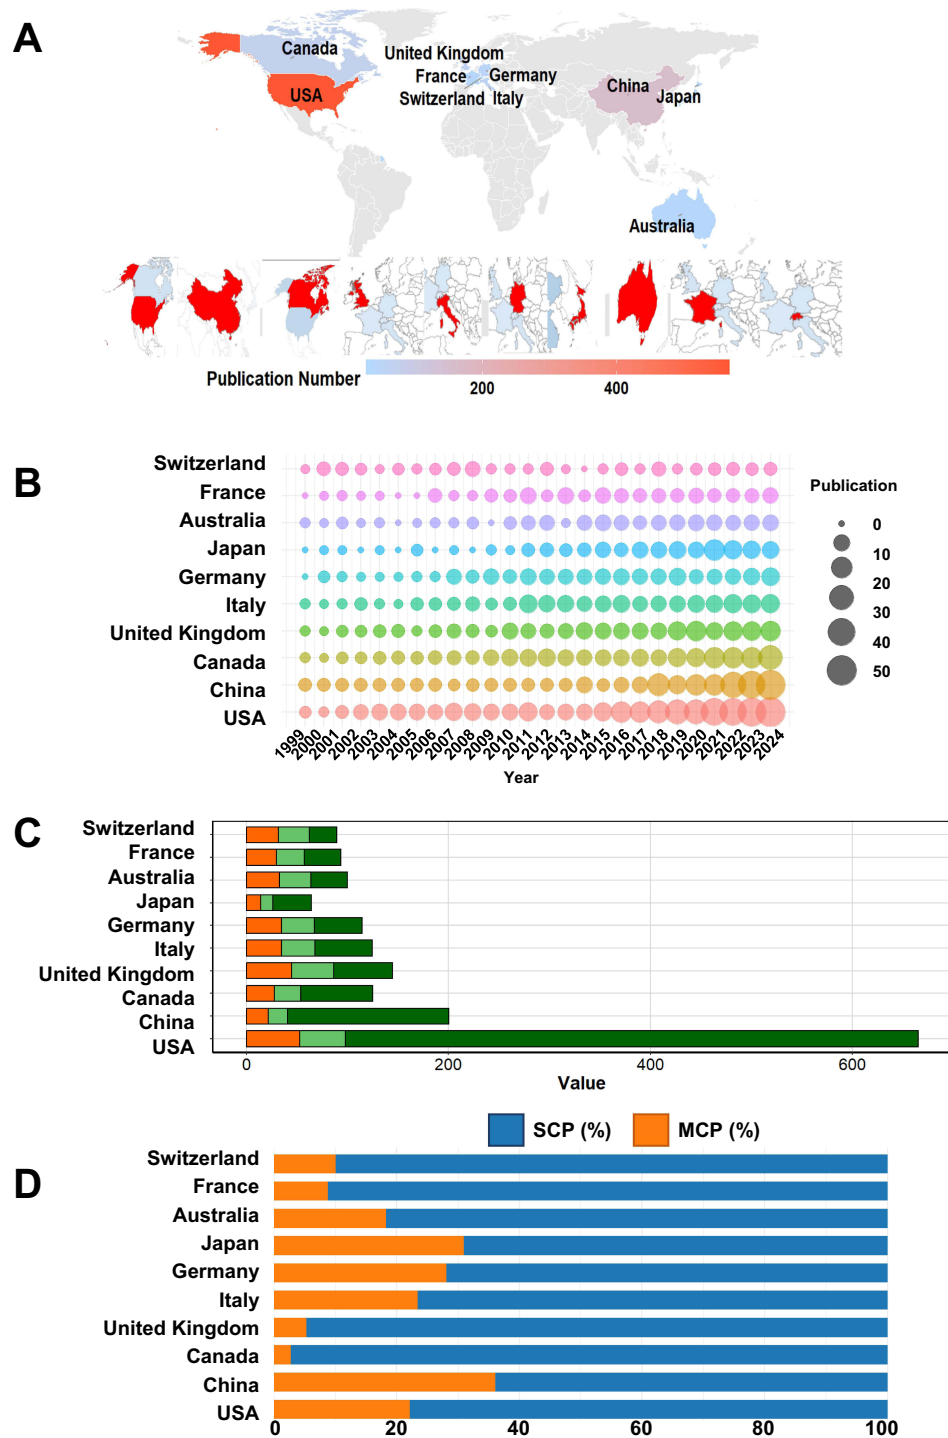 A
Canada
United Kingdom
France
Germany
USA
Switzerland
Italy
China
Japan
Australia
Publication Number
200
400
B
Switzerland
France
Australia
Japan
Germany
Italy
United Kingdom
Canada
China
USA
1999
2000
2001
2002
2003
2004
2005
2006
2007
2008
2009
2010
2011
2012
2013
2014
2015
2016
2017
2018
2019
2020
2021
2022
2023
2024
Year
Publication
0
10
20
30
40
50
C
Switzerland
France
Australia
Japan
Germany
Italy
United Kingdom
Canada
China
USA
0
200
400
600
Value
SCP (%)
MCP (%)
D
Switzerland
France
Australia
Japan
Germany
Italy
United Kingdom
Canada
China
USA
0
20
40
60
80
100